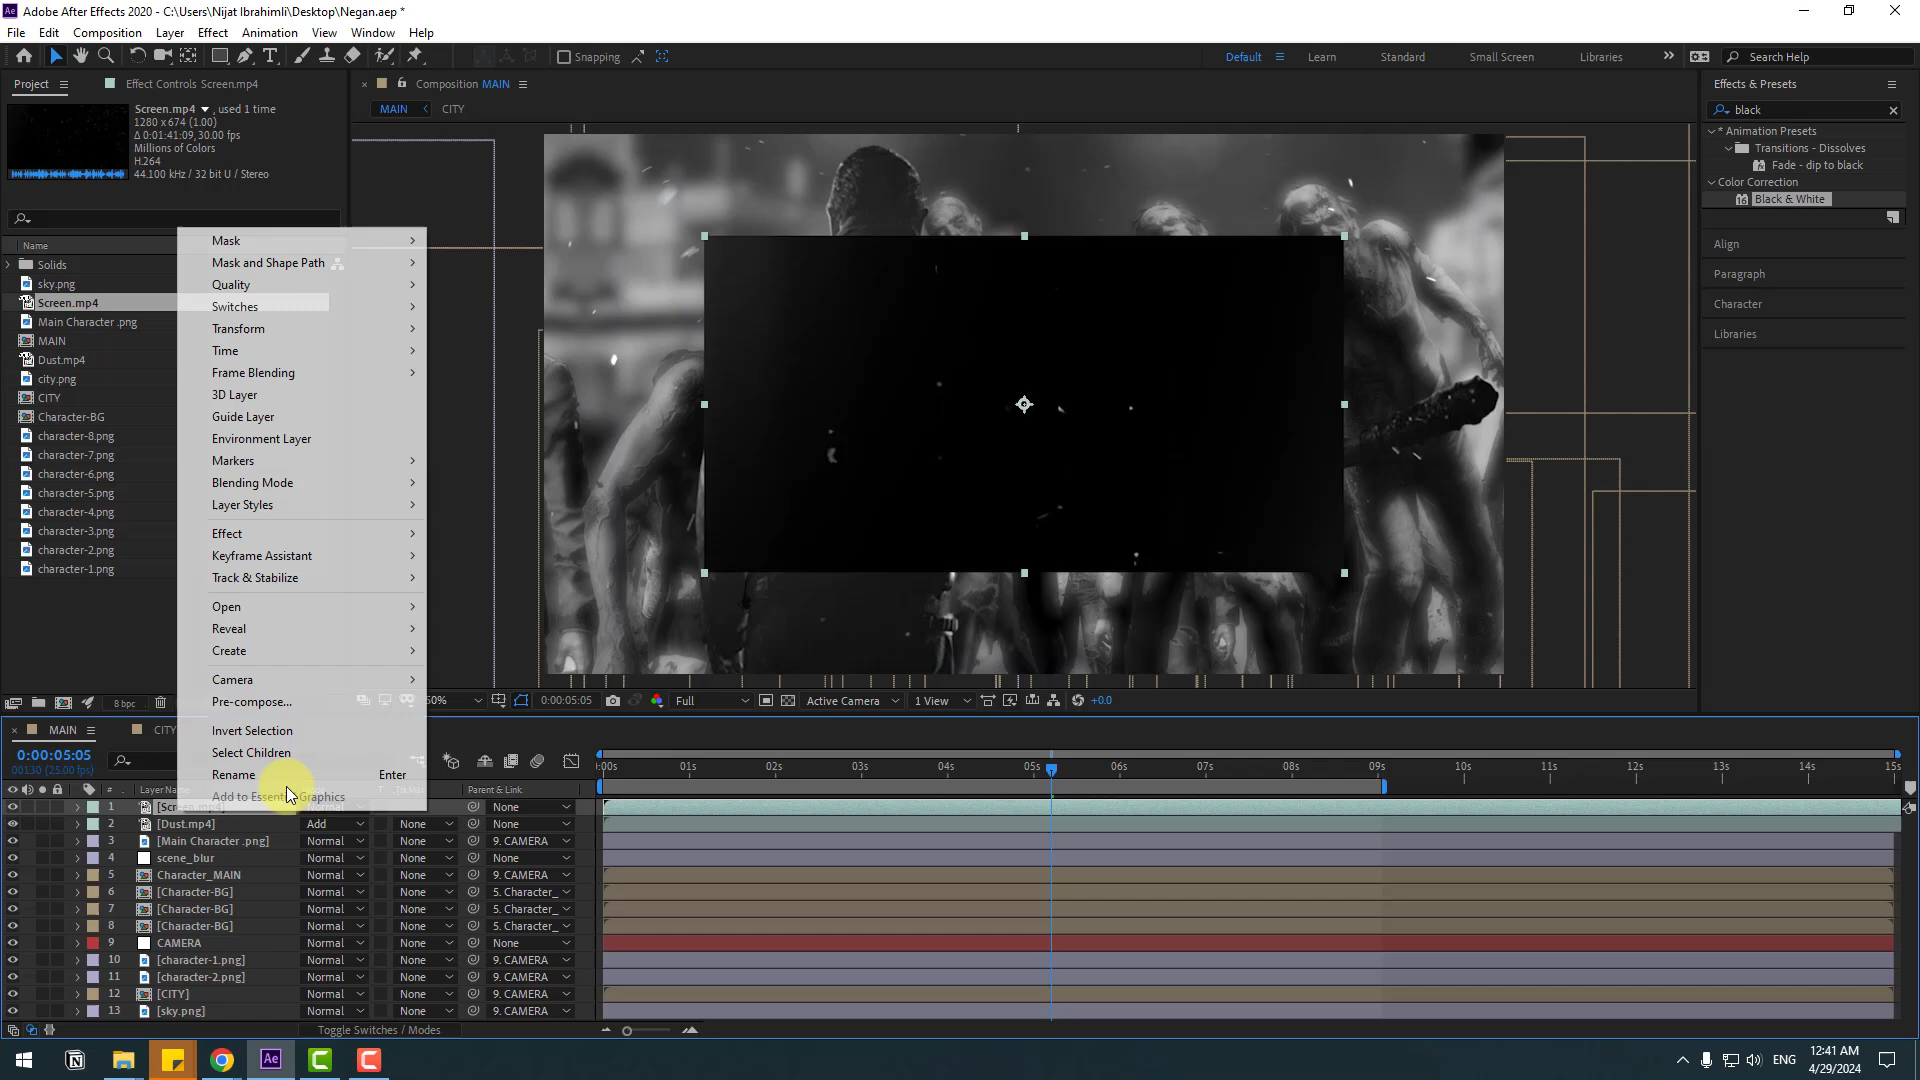 Adobe After Effects 2020 - C:\Users\Nijat Ibrahimli\Desktop\Negan.aep *
File Edit Composition Layer Effect Animation View Window Help
Snapping
Default Learn Standard Small Screen Libraries Search Help
Project Effect Controls Screen.mp4
Screen.mp4 , used 1 time
1280 x 674 (1.00)
Δ 0:01:41:09, 30.00 fps
Millions of Colors
H.264
44.100 kHz / 32 bit U / Stereo
Name
Solids
sky.png
Screen.mp4
Main Character .png
MAIN
Dust.mp4
city.png
CITY
Character-BG
character-8.png
character-7.png
character-6.png
character-5.png
character-4.png
character-3.png
character-2.png
character-1.png
8 bpc
Mask
Mask and Shape Path
Quality
Switches
Transform
Time
Frame Blending
3D Layer
Guide Layer
Environment Layer
Markers
Blending Mode
Layer Styles
Effect
Keyframe Assistant
Track & Stabilize
Open
Reveal
Create
Camera
Pre-compose...
Invert Selection
Select Children
Rename Enter
Add to Essential Graphics
Composition MAIN
MAIN CITY
50% 0:00:05:05 Full Active Camera 1 View +0.0
Effects & Presets
black
* Animation Presets
Transitions - Dissolves
Fade - dip to black
Color Correction
16 Black & White
Align
Paragraph
Character
Libraries
MAIN CITY
0:00:05:05
00130 (25.00 fps)
:00s 01s 02s 03s 04s 05s 06s 07s 08s 09s 10s 11s 12s 13s 14s 15s
# Layer Name T .TrkMat Parent & Link
1 [Screen.mp4] Normal None
2 [Dust.mp4] Add None None
3 [Main Character .png] Normal None 9. CAMERA
4 scene_blur Normal None None
5 Character_MAIN Normal None 9. CAMERA
6 [Character-BG] Normal None 5. Character_
7 [Character-BG] Normal None 5. Character_
8 [Character-BG] Normal None 5. Character_
9 CAMERA Normal None None
10 [character-1.png] Normal None 9. CAMERA
11 [character-2.png] Normal None 9. CAMERA
12 [CITY] Normal None 9. CAMERA
13 [sky.png] Normal None 9. CAMERA
Toggle Switches / Modes
Ae
ENG
12:41 AM
4/29/2024